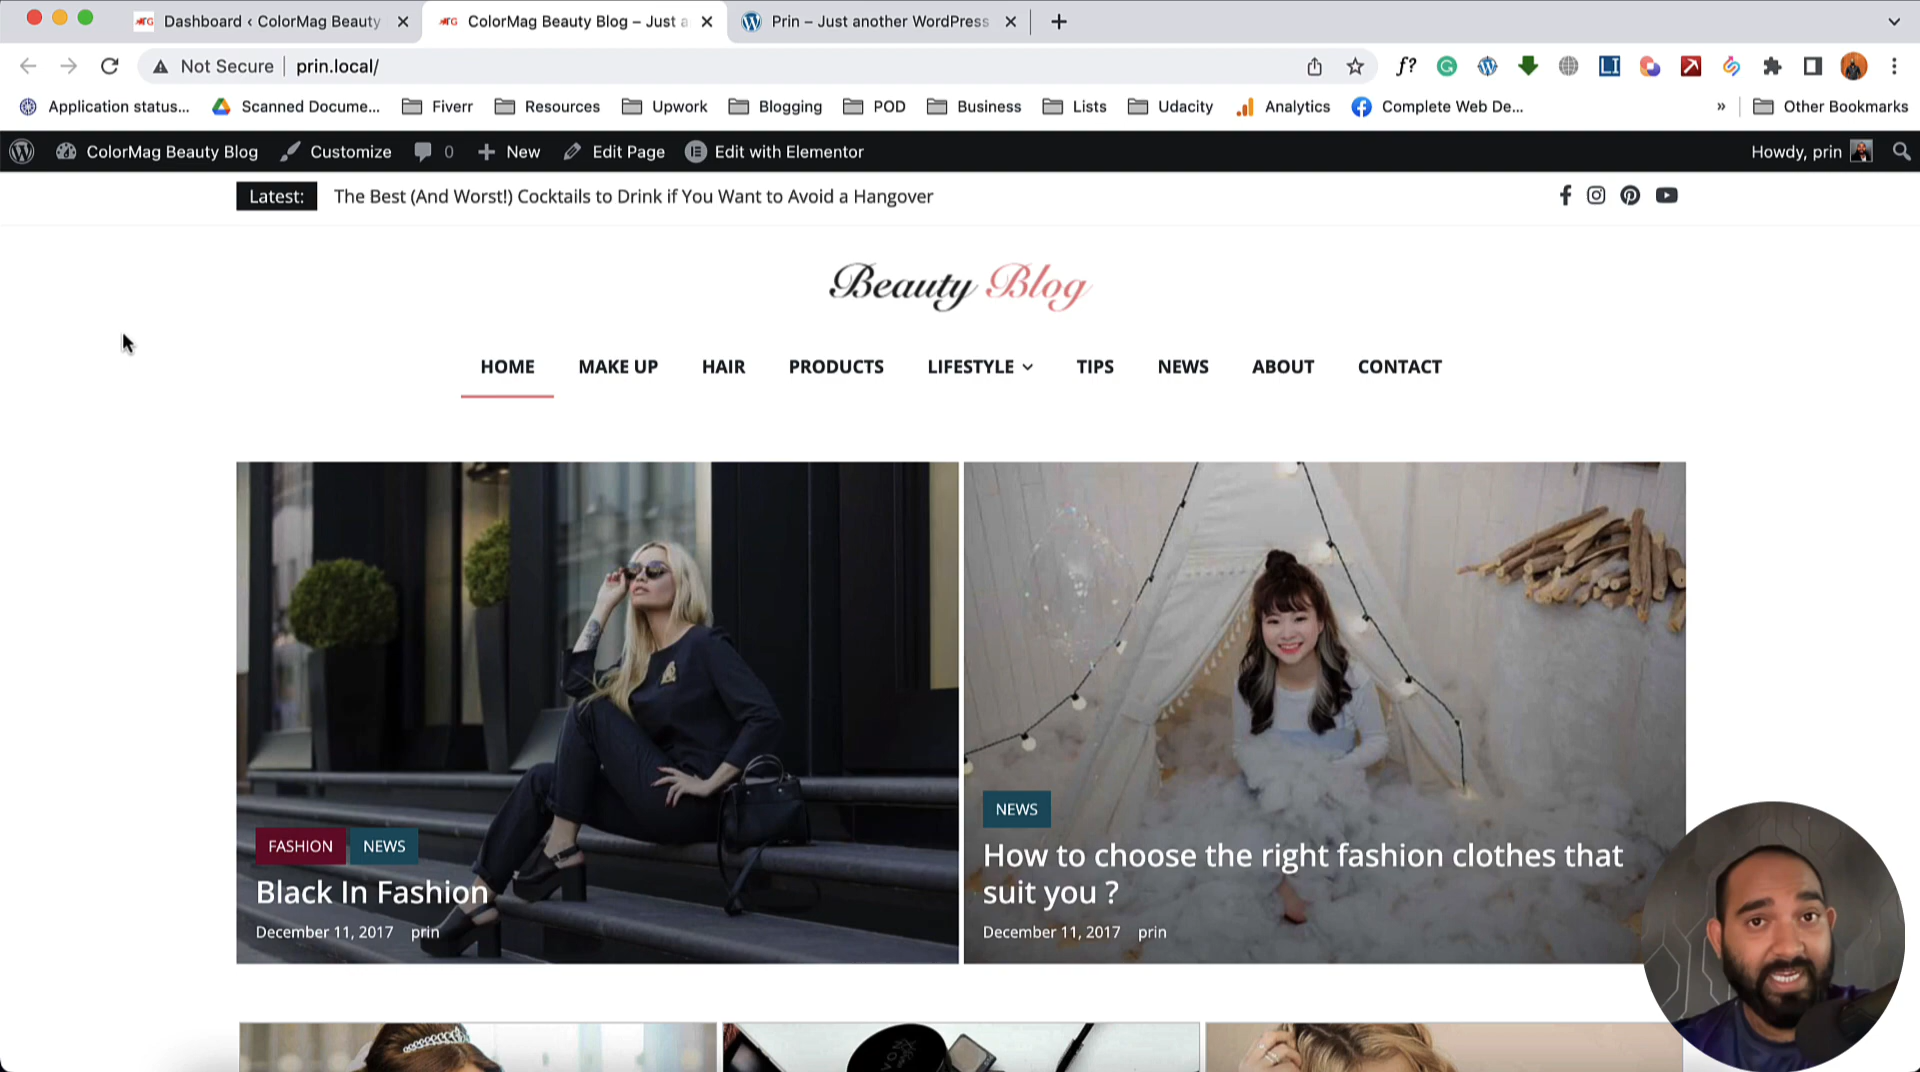 Dashboard ‹ ColorMag Beauty
ColorMag Beauty Blog – Just a
Prin – Just another WordPress
Not Secure
prin.local/
f?
Application status...
Scanned Docume...
Fiverr
Resources
Upwork
Blogging
POD
Business
Lists
Udacity
Analytics
Complete Web De...
»
Other Bookmarks
ColorMag Beauty Blog
Customize
0
New
Edit Page
Edit with Elementor
Howdy, prin
Latest:
The Best (And Worst!) Cocktails to Drink if You Want to Avoid a Hangover
Beauty Blog
HOME
MAKE UP
HAIR
PRODUCTS
LIFESTYLE
TIPS
NEWS
ABOUT
CONTACT
FASHION
NEWS
Black In Fashion
December 11, 2017 prin
NEWS
How to choose the right fashion clothes that
suit you ?
December 11, 2017 prin